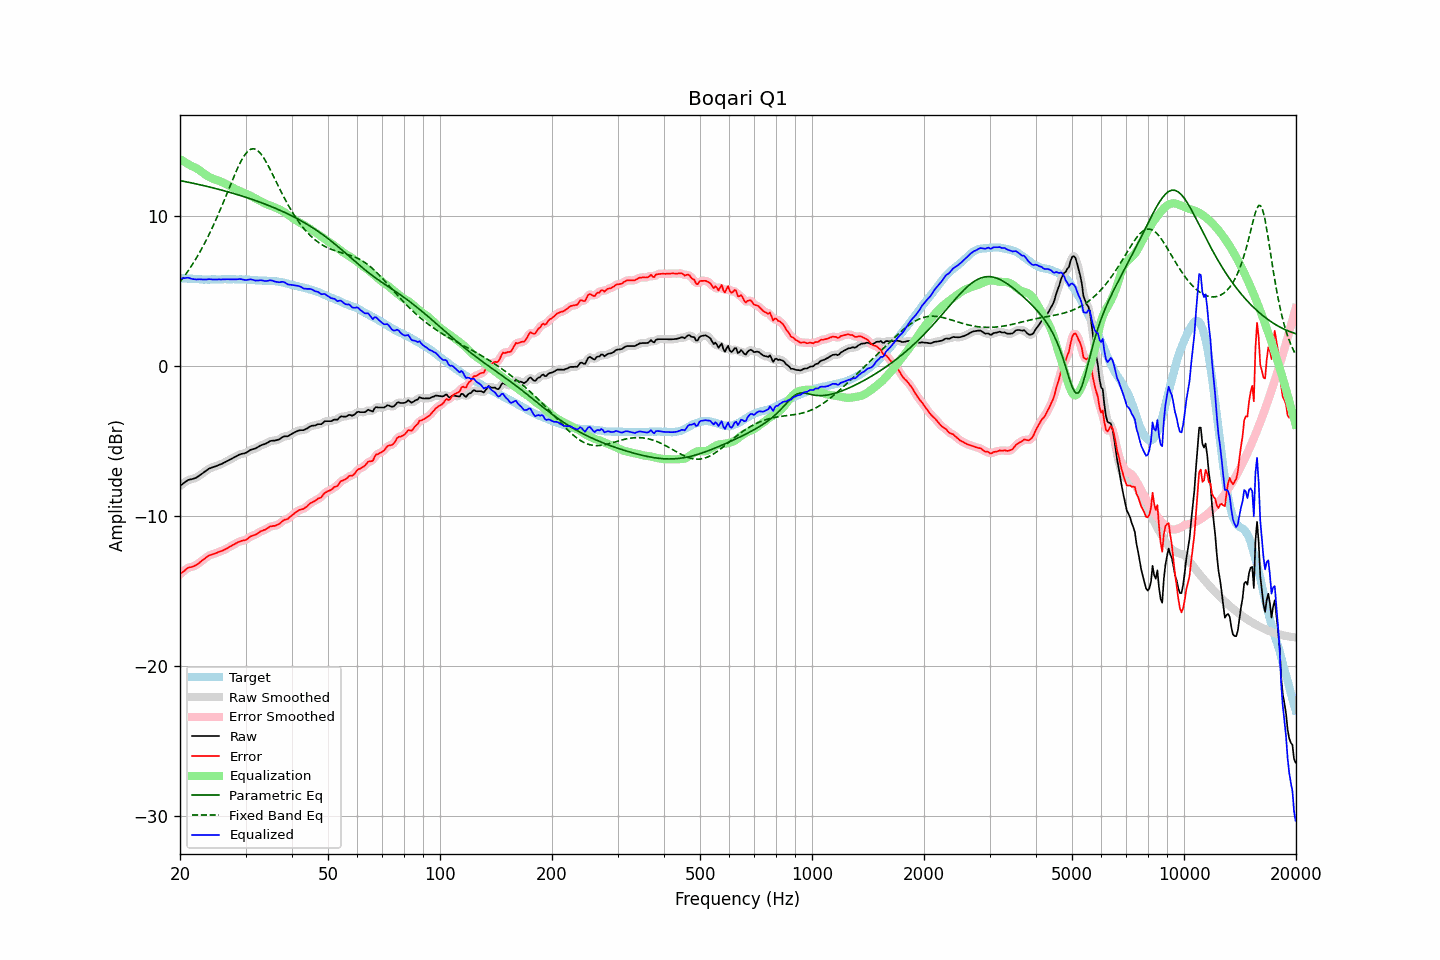 Boqari Q1
Amplitude (dBr)
10
0
−10
−20
−30
Target
Raw Smoothed
Error Smoothed
Raw
Error
Equalization
Parametric Eq
Fixed Band Eq
Equalized
20 50 100 200 500 1000 2000 5000 10000 20000
Frequency (Hz)